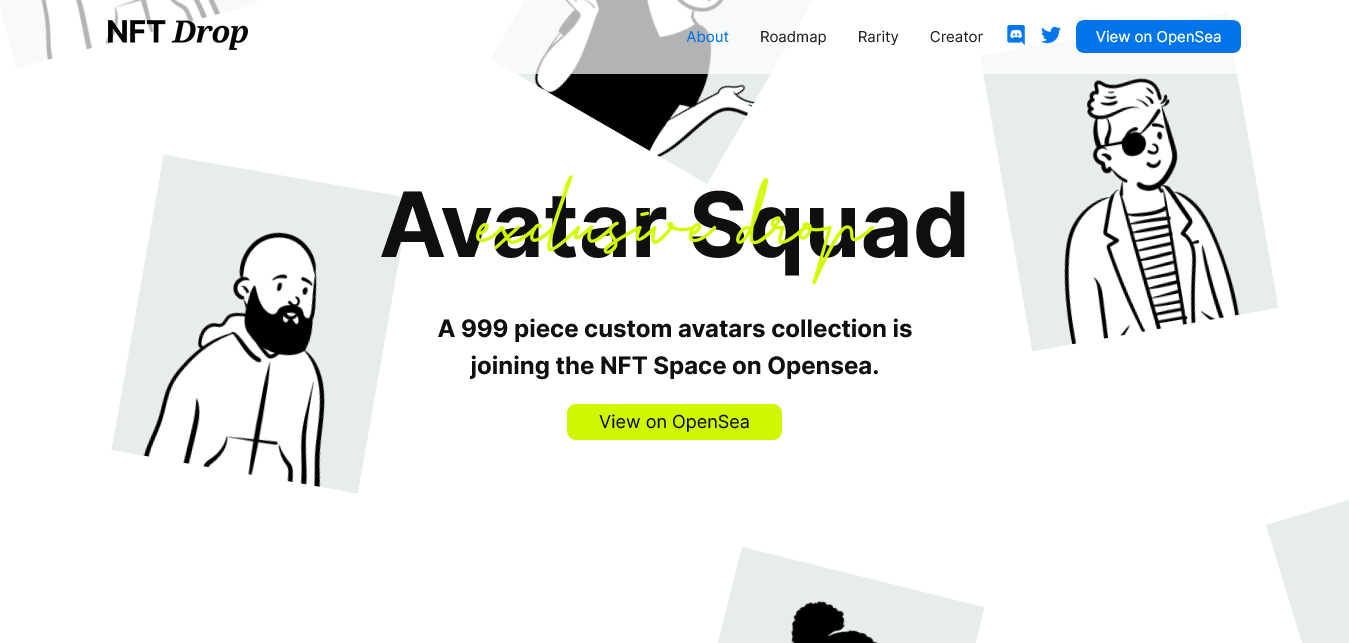 NFT Drop
About
Roadmap
Rarity
Creator
View on OpenSea
Avatar Squad
exclusive drop
A 999 piece custom avatars collection is
joining the NFT Space on Opensea.
View on OpenSea